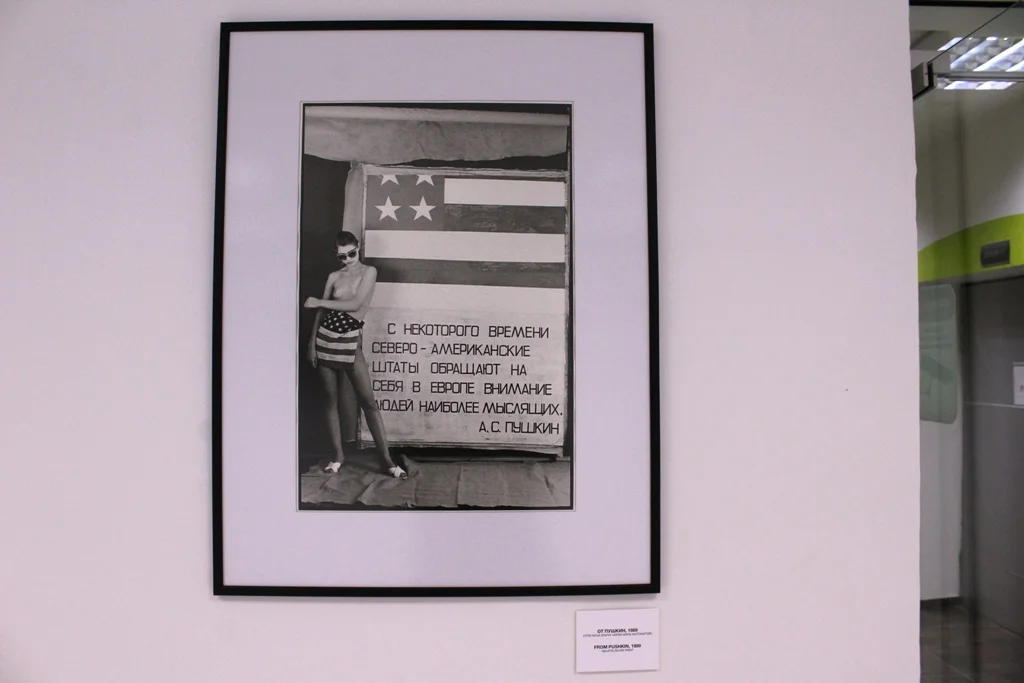 С НЕКОТОРОГО ВРЕМЕНИ
СЕВЕРО - АМЕРИКАНСКИЕ
ШТАТЫ ОБРАЩАЮТ НА
СЕБЯ В ЕВРОПЕ ВНИМАНИЕ
ЛЮДЕЙ НАИБОЛЕЕ МЫСЛЯЩИХ.
А.С. ПУШКИН
ОТ ПУШКИН, 1989
FROM PUSHKIN, 1989